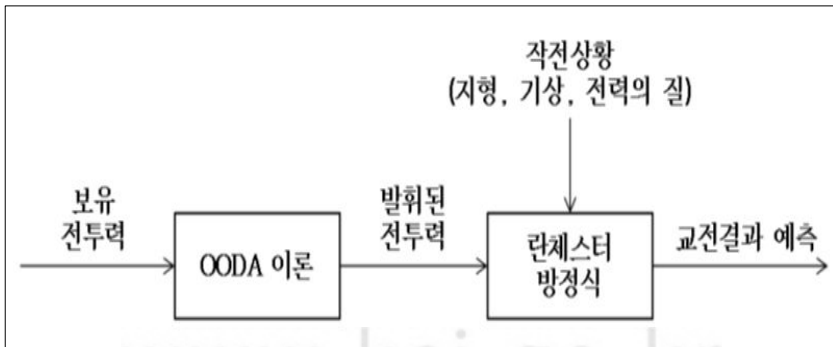 작전상황
(지형, 기상, 전력의 질)
보유
전투력
OODA 이론
발휘된
전투력
란체스터
방정식
교전결과 예측